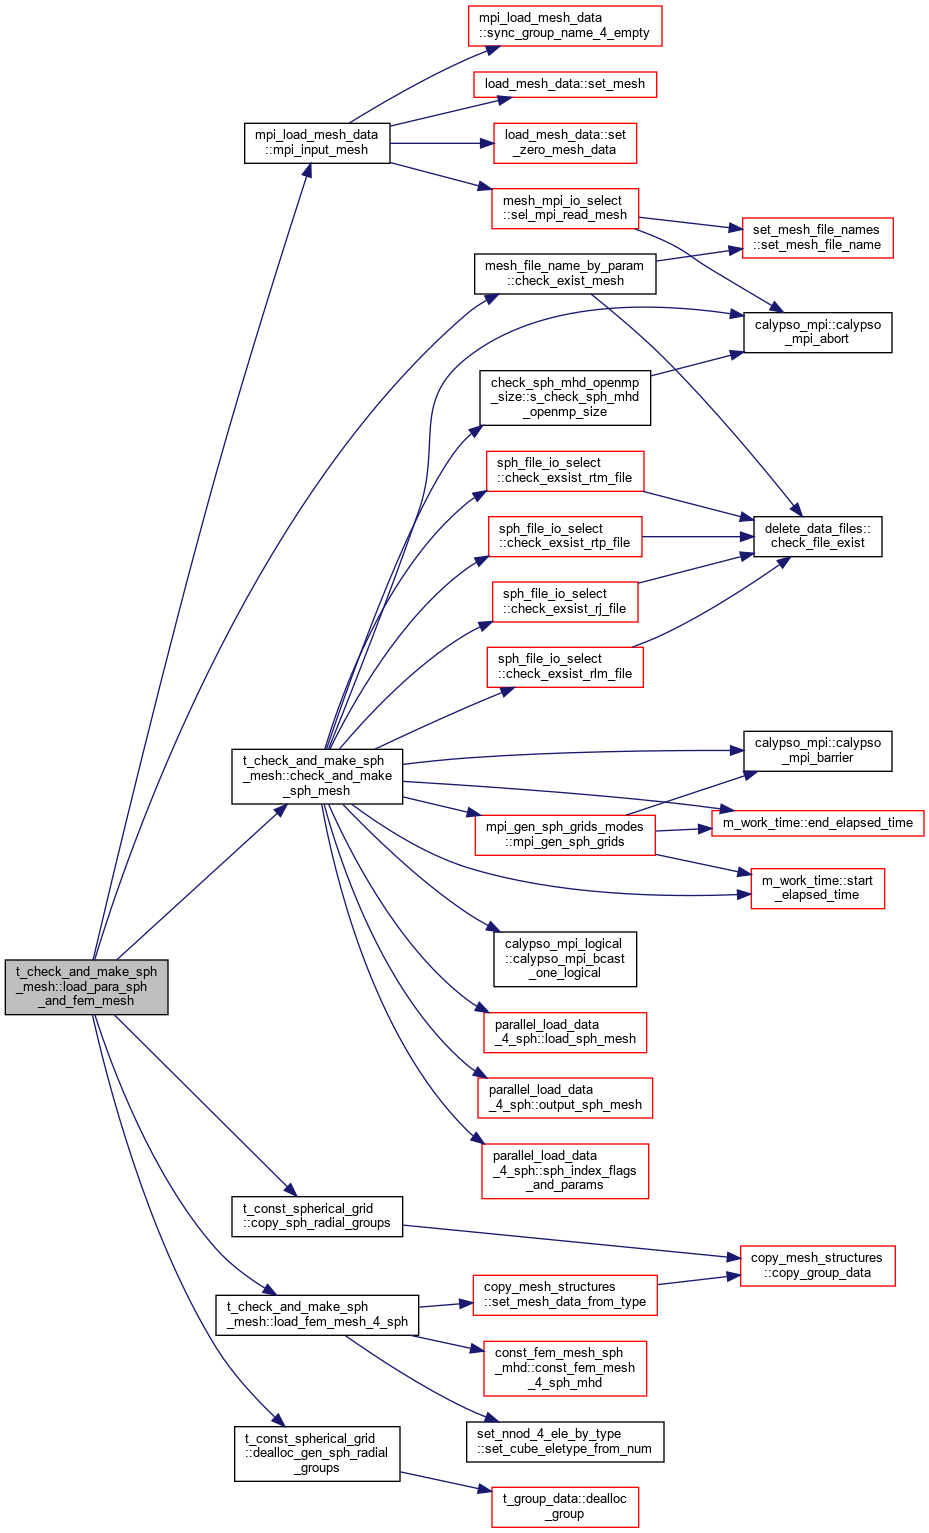 mpi_load_mesh_data
::sync_group_name_4_empty
load_mesh_data::set_mesh
mpi_load_mesh_data
::mpi_input_mesh
load_mesh_data::set
_zero_mesh_data
mesh_mpi_io_select
::sel_mpi_read_mesh
set_mesh_file_names
::set_mesh_file_name
mesh_file_name_by_param
::check_exist_mesh
calypso_mpi::calypso
_mpi_abort
check_sph_mhd_openmp
_size::s_check_sph_mhd
_openmp_size
sph_file_io_select
::check_exsist_rtm_file
sph_file_io_select
::check_exsist_rtp_file
delete_data_files::
check_file_exist
sph_file_io_select
::check_exsist_rj_file
sph_file_io_select
::check_exsist_rlm_file
t_check_and_make_sph
_mesh::check_and_make
_sph_mesh
calypso_mpi::calypso
_mpi_barrier
mpi_gen_sph_grids_modes
::mpi_gen_sph_grids
m_work_time::end_elapsed_time
m_work_time::start
_elapsed_time
calypso_mpi_logical
::calypso_mpi_bcast
_one_logical
t_check_and_make_sph
_mesh::load_para_sph
_and_fem_mesh
parallel_load_data
_4_sph::load_sph_mesh
parallel_load_data
_4_sph::output_sph_mesh
parallel_load_data
_4_sph::sph_index_flags
_and_params
t_const_spherical_grid
::copy_sph_radial_groups
copy_mesh_structures
::copy_group_data
t_check_and_make_sph
_mesh::load_fem_mesh_4_sph
copy_mesh_structures
::set_mesh_data_from_type
const_fem_mesh_sph
_mhd::const_fem_mesh
_4_sph_mhd
set_nnod_4_ele_by_type
::set_cube_eletype_from_num
t_const_spherical_grid
::dealloc_gen_sph_radial
_groups
t_group_data::dealloc
_group